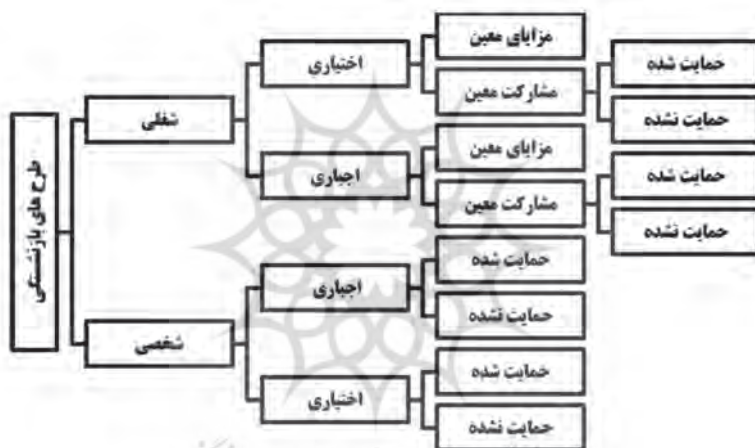 طرح های بازنشستگی
شغلی
اختیاری
مزایای معین
مشارکت معین
حمایت شده
حمایت نشده
اجباری
مزایای معین
مشارکت معین
حمایت شده
حمایت نشده
شخصی
اجباری
حمایت شده
حمایت نشده
اختیاری
حمایت شده
حمایت نشده